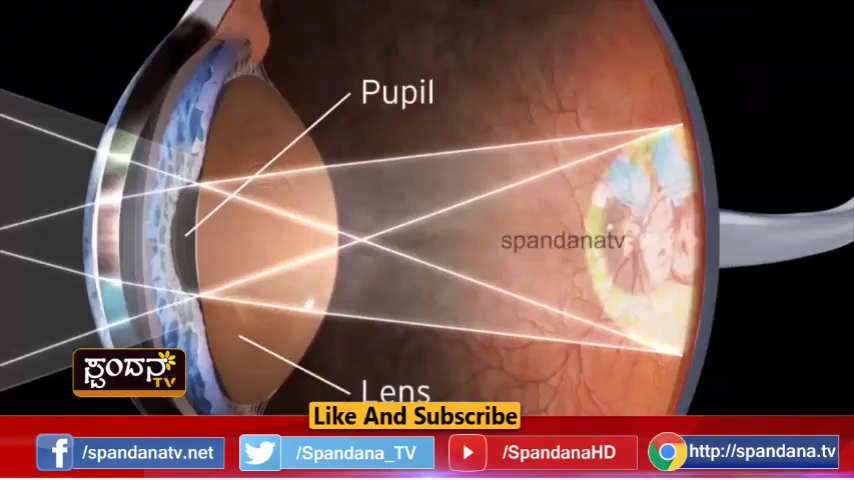 Pupil
spandanatv
Lens
ಸ್ಪಂದನ
TV
Like And Subscribe
/spandanatv.net
/Spandana_TV
/SpandanaHD
http://spandana.tv